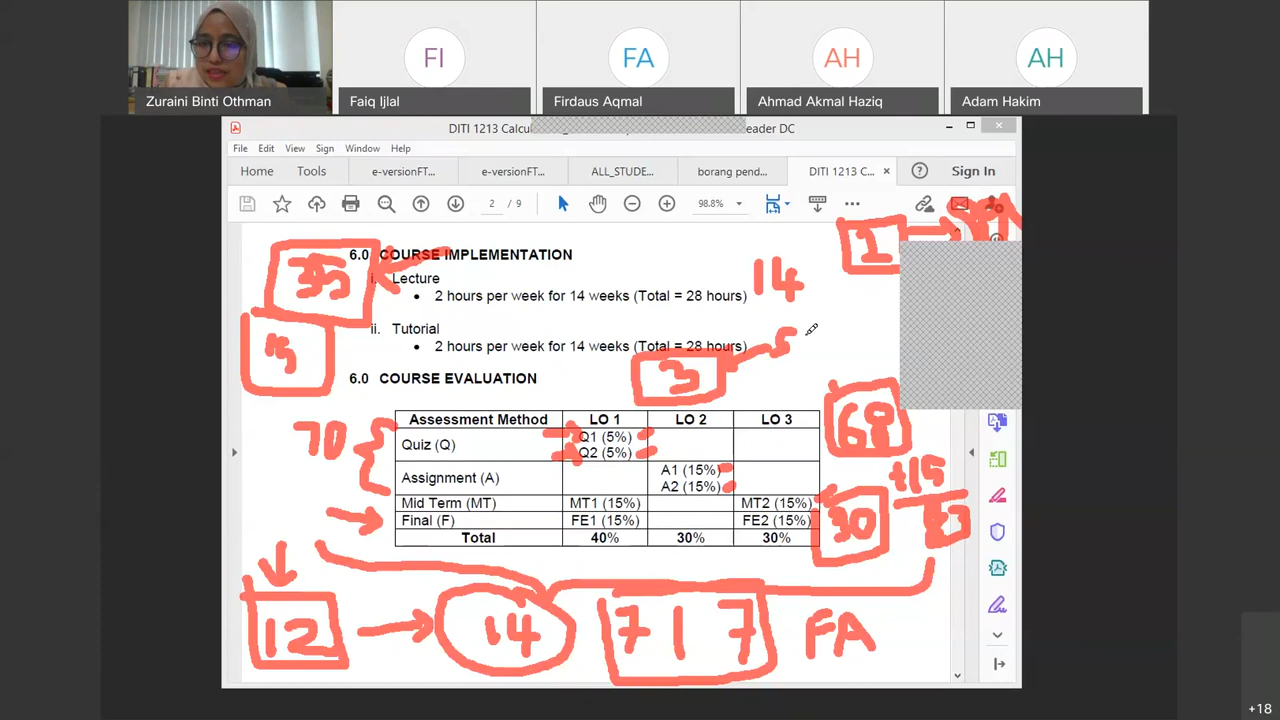 FI
FA
AH
AH
Zuraini Binti Othman
Faiq Ijlal
Firdaus Aqmal
Ahmad Akmal Haziq
Adam Hakim
DITI 1213 Calcu
eader DC
File Edit View Sign Window Help
Home Tools e-versionFT... e-versionFT... ALL_STUDE... borang pend... DITI 1213 C... Sign In
2 / 9 98.8%
1
35
6.0 COURSE IMPLEMENTATION
i. Lecture
• 2 hours per week for 14 weeks (Total = 28 hours)
14
15
ii. Tutorial
• 2 hours per week for 14 weeks (Total = 28 hours)
5
3
6.0 COURSE EVALUATION
68
70
Assessment Method LO 1 LO 2 LO 3
Quiz (Q) Q1 (5%)
Q2 (5%)
Assignment (A) A1 (15%)
A2 (15%)
Mid Term (MT) MT1 (15%) MT2 (15%)
Final (F) FE1 (15%) FE2 (15%)
Total 40% 30% 30%
30
+15
12
14
7 1 7
FA
+18